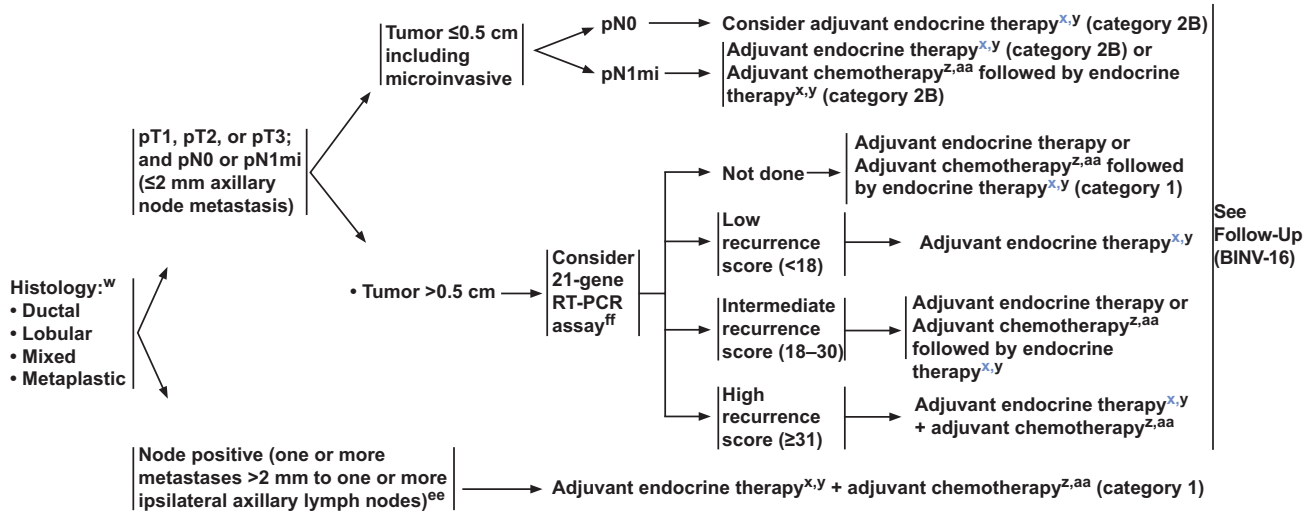 Tumor ≤0.5 cm
including
microinvasive
pN0
Consider adjuvant endocrine therapyx,y (category 2B)
pN1mi
Adjuvant endocrine therapyx,y (category 2B) or
Adjuvant chemotherapyz,aa followed by endocrine
therapyx,y (category 2B)
pT1, pT2, or pT3;
and pN0 or pN1mi
(≤2 mm axillary
node metastasis)
Not done
Adjuvant endocrine therapy or
Adjuvant chemotherapyz,aa followed
by endocrine therapyx,y (category 1)
Low
recurrence
score (<18)
Adjuvant endocrine therapyx,y
See
Follow-Up
(BINV-16)
Histology:w
• Ductal
• Lobular
• Mixed
• Metaplastic
• Tumor >0.5 cm
Consider
21-gene
RT-PCR
assayff
Intermediate
recurrence
score (18–30)
Adjuvant endocrine therapy or
Adjuvant chemotherapyz,aa
followed by endocrine
therapyx,y
High
recurrence
score (≥31)
Adjuvant endocrine therapyx,y
+ adjuvant chemotherapyz,aa
Node positive (one or more
metastases >2 mm to one or more
ipsilateral axillary lymph nodes)ee
Adjuvant endocrine therapyx,y + adjuvant chemotherapyz,aa (category 1)